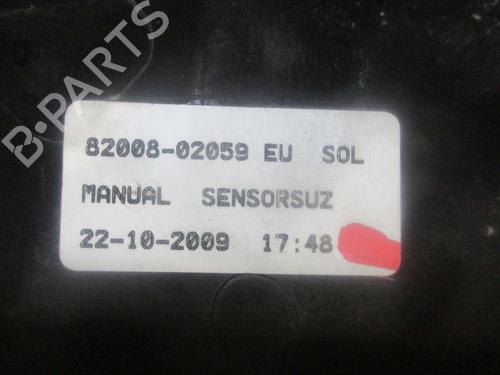 B-PARTS
82008-02059 EU SOL
MANUAL SENSORSUZ
22-10-2009 17:48